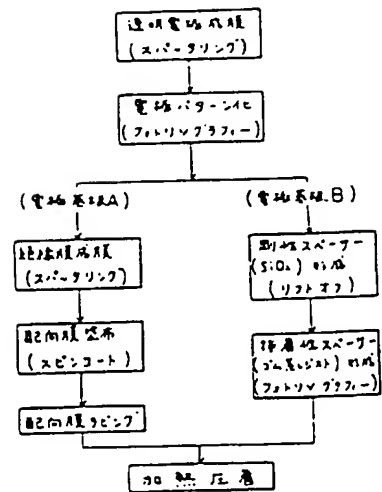 透明電極成膜
(スパータリング)
電極パターン化
(フォトリソグラフィー)
(電極基板A)
(電極基板B)
絶縁膜成膜
(スパータリング)
剛性スペーサー
(SiO₂) 形成
(リフトオフ)
配向膜塗布
(スピンコート)
接着性スペーサー
(ゴム系レジスト) 形成
(フォトリソグラフィー)
配向膜ラビング
加熱圧着